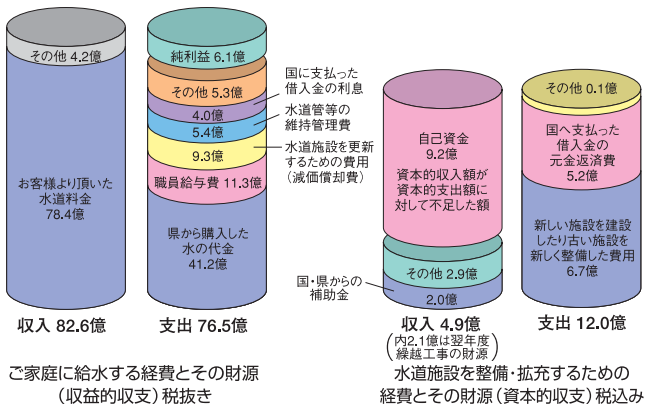 その他 4.2億
お客様より頂いた
水道料金
78.4億
収入 82.6億
純利益 6.1億
その他 5.3億
4.0億
5.4億
9.3億
職員給与費 11.3億
県から購入した
水の代金
41.2億
支出 76.5億
国に支払った
借入金の利息
水道管等の
維持管理費
水道施設を更新
するための費用
(減価償却費)
ご家庭に給水する経費とその財源
(収益的収支)税抜き
自己資金
9.2億
資本的収入額が
資本的支出額に
対して不足した額
その他 2.9億
2.0億
国・県からの
補助金
収入 4.9億
(内2.1億は翌年度
繰越工事の財源)
その他 0.1億
国へ支払った
借入金の
元金返済費
5.2億
新しい施設を建設
したり古い施設を
新しく整備した費用
6.7億
支出 12.0億
水道施設を整備・拡充するための
経費とその財源(資本的収支)税込み